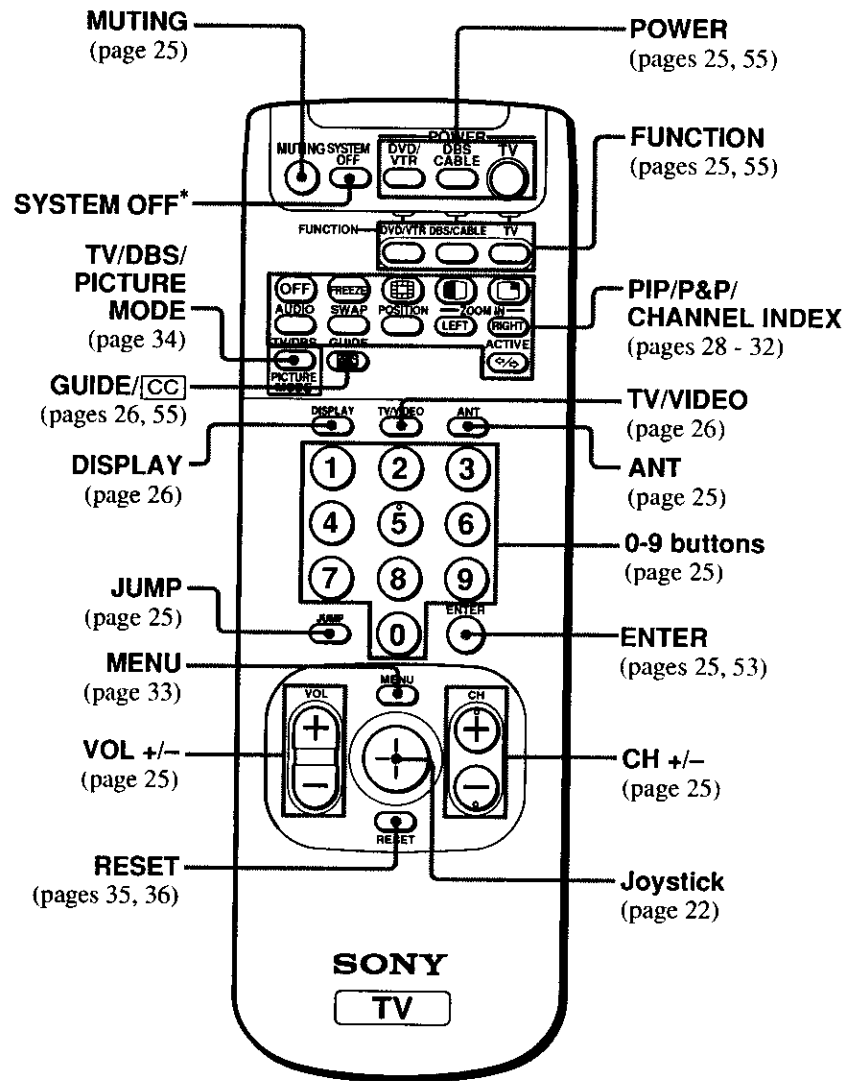 MUTING
(page 25)
POWER
(pages 25, 55)
FUNCTION
(pages 25, 55)
SYSTEM OFF*
TV/DBS/
PICTURE
MODE
(page 34)
PIP/P&P/
CHANNEL INDEX
(pages 28 - 32)
GUIDE/CC
(pages 26, 55)
TV/VIDEO
(page 26)
DISPLAY
(page 26)
ANT
(page 25)
0-9 buttons
(page 25)
JUMP
(page 25)
ENTER
(pages 25, 53)
MENU
(page 33)
VOL +/–
(page 25)
CH +/–
(page 25)
RESET
(pages 35, 36)
Joystick
(page 22)
POWER
MUTING SYSTEM OFF DVD/VTR DBS CABLE TV
FUNCTION DVD/VTR DBS/CABLE TV
OFF FREEZE
AUDIO SWAP POSITION ZOOM IN
LEFT RIGHT
TV/DBS GUIDE ACTIVE
PICTURE MODE
DISPLAY TV/VIDEO ANT
1 2 3
4 5 6
7 8 9
JUMP 0 ENTER
VOL MENU CH
+ +
– –
RESET
SONY
TV